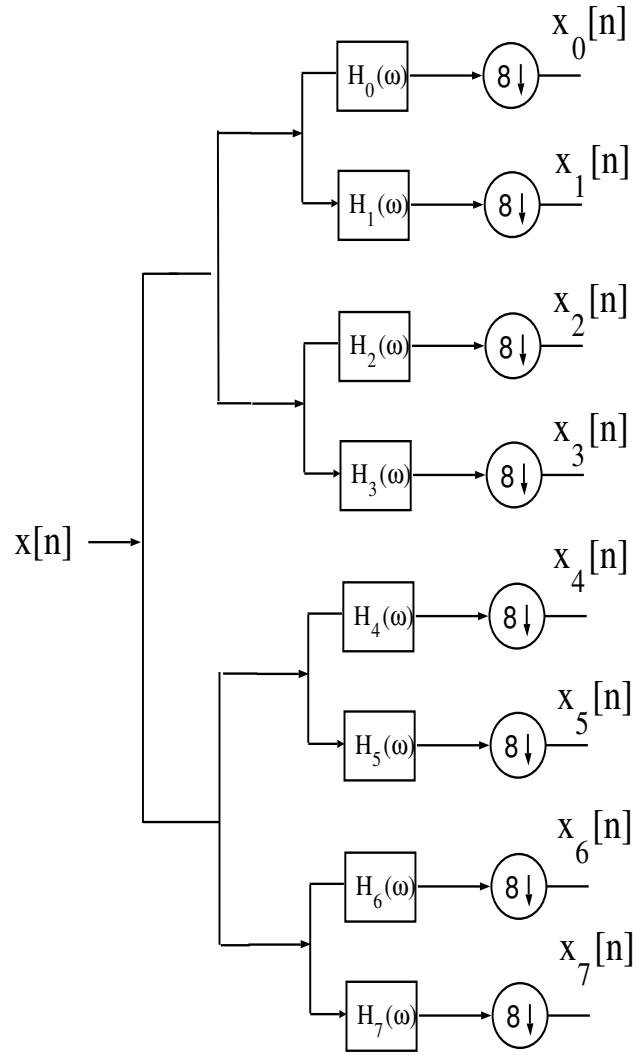 x₀[n]
H₀(ω) 8↓
x₁[n]
H₁(ω) 8↓
x₂[n]
H₂(ω) 8↓
x₃[n]
H₃(ω) 8↓
x[n]
x₄[n]
H₄(ω) 8↓
x₅[n]
H₅(ω) 8↓
x₆[n]
H₆(ω) 8↓
x₇[n]
H₇(ω) 8↓